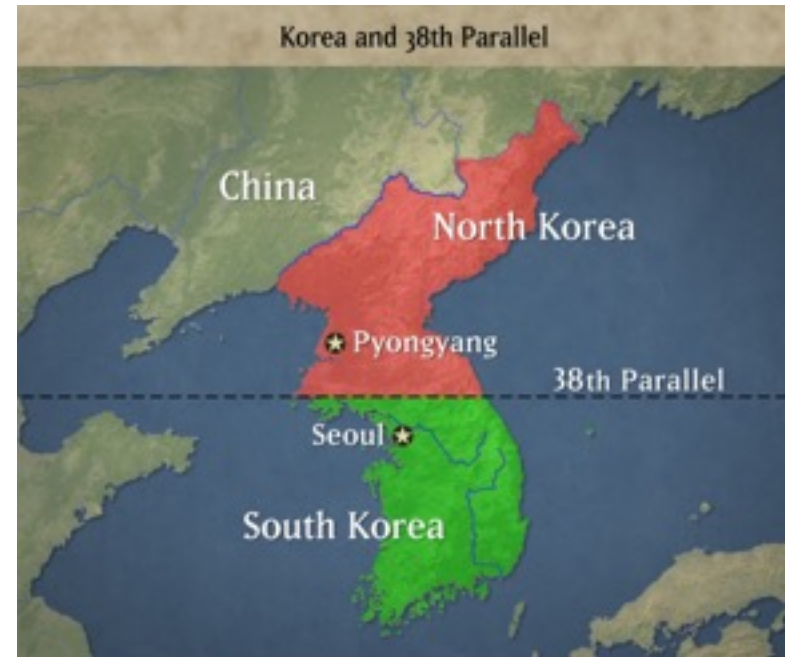 Korea and 38th Parallel
China
North Korea
Pyongyang
38th Parallel
Seoul
South Korea